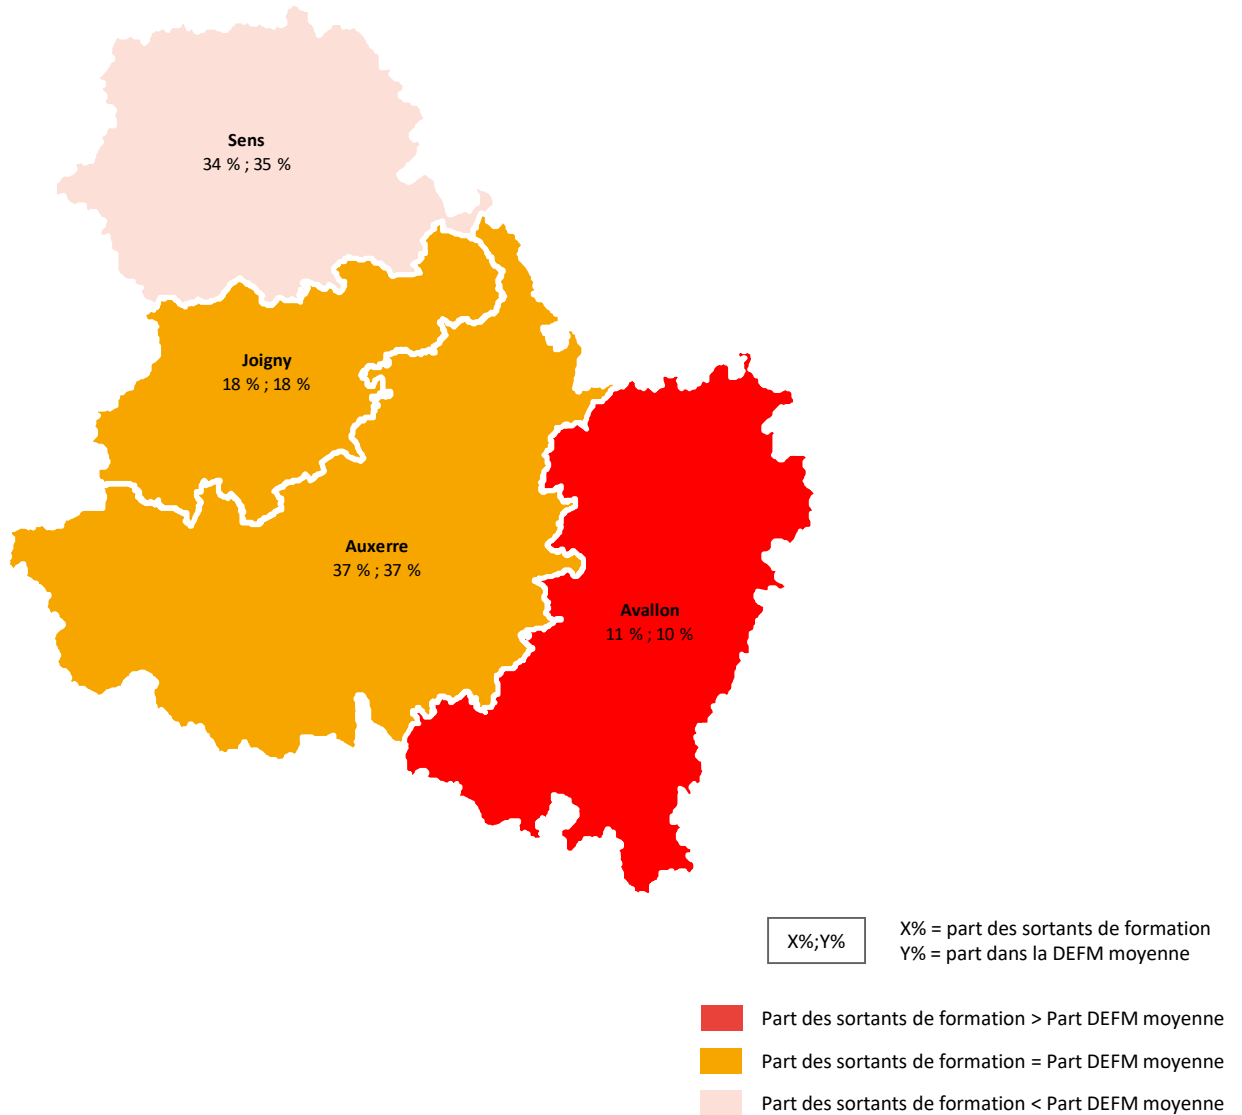 Sens
34 % ; 35 %
Joigny
18 % ; 18 %
Auxerre
37 % ; 37 %
Avallon
11 % ; 10 %
X%;Y%
X% = part des sortants de formation
Y% = part dans la DEFM moyenne
Part des sortants de formation > Part DEFM moyenne
Part des sortants de formation = Part DEFM moyenne
Part des sortants de formation < Part DEFM moyenne